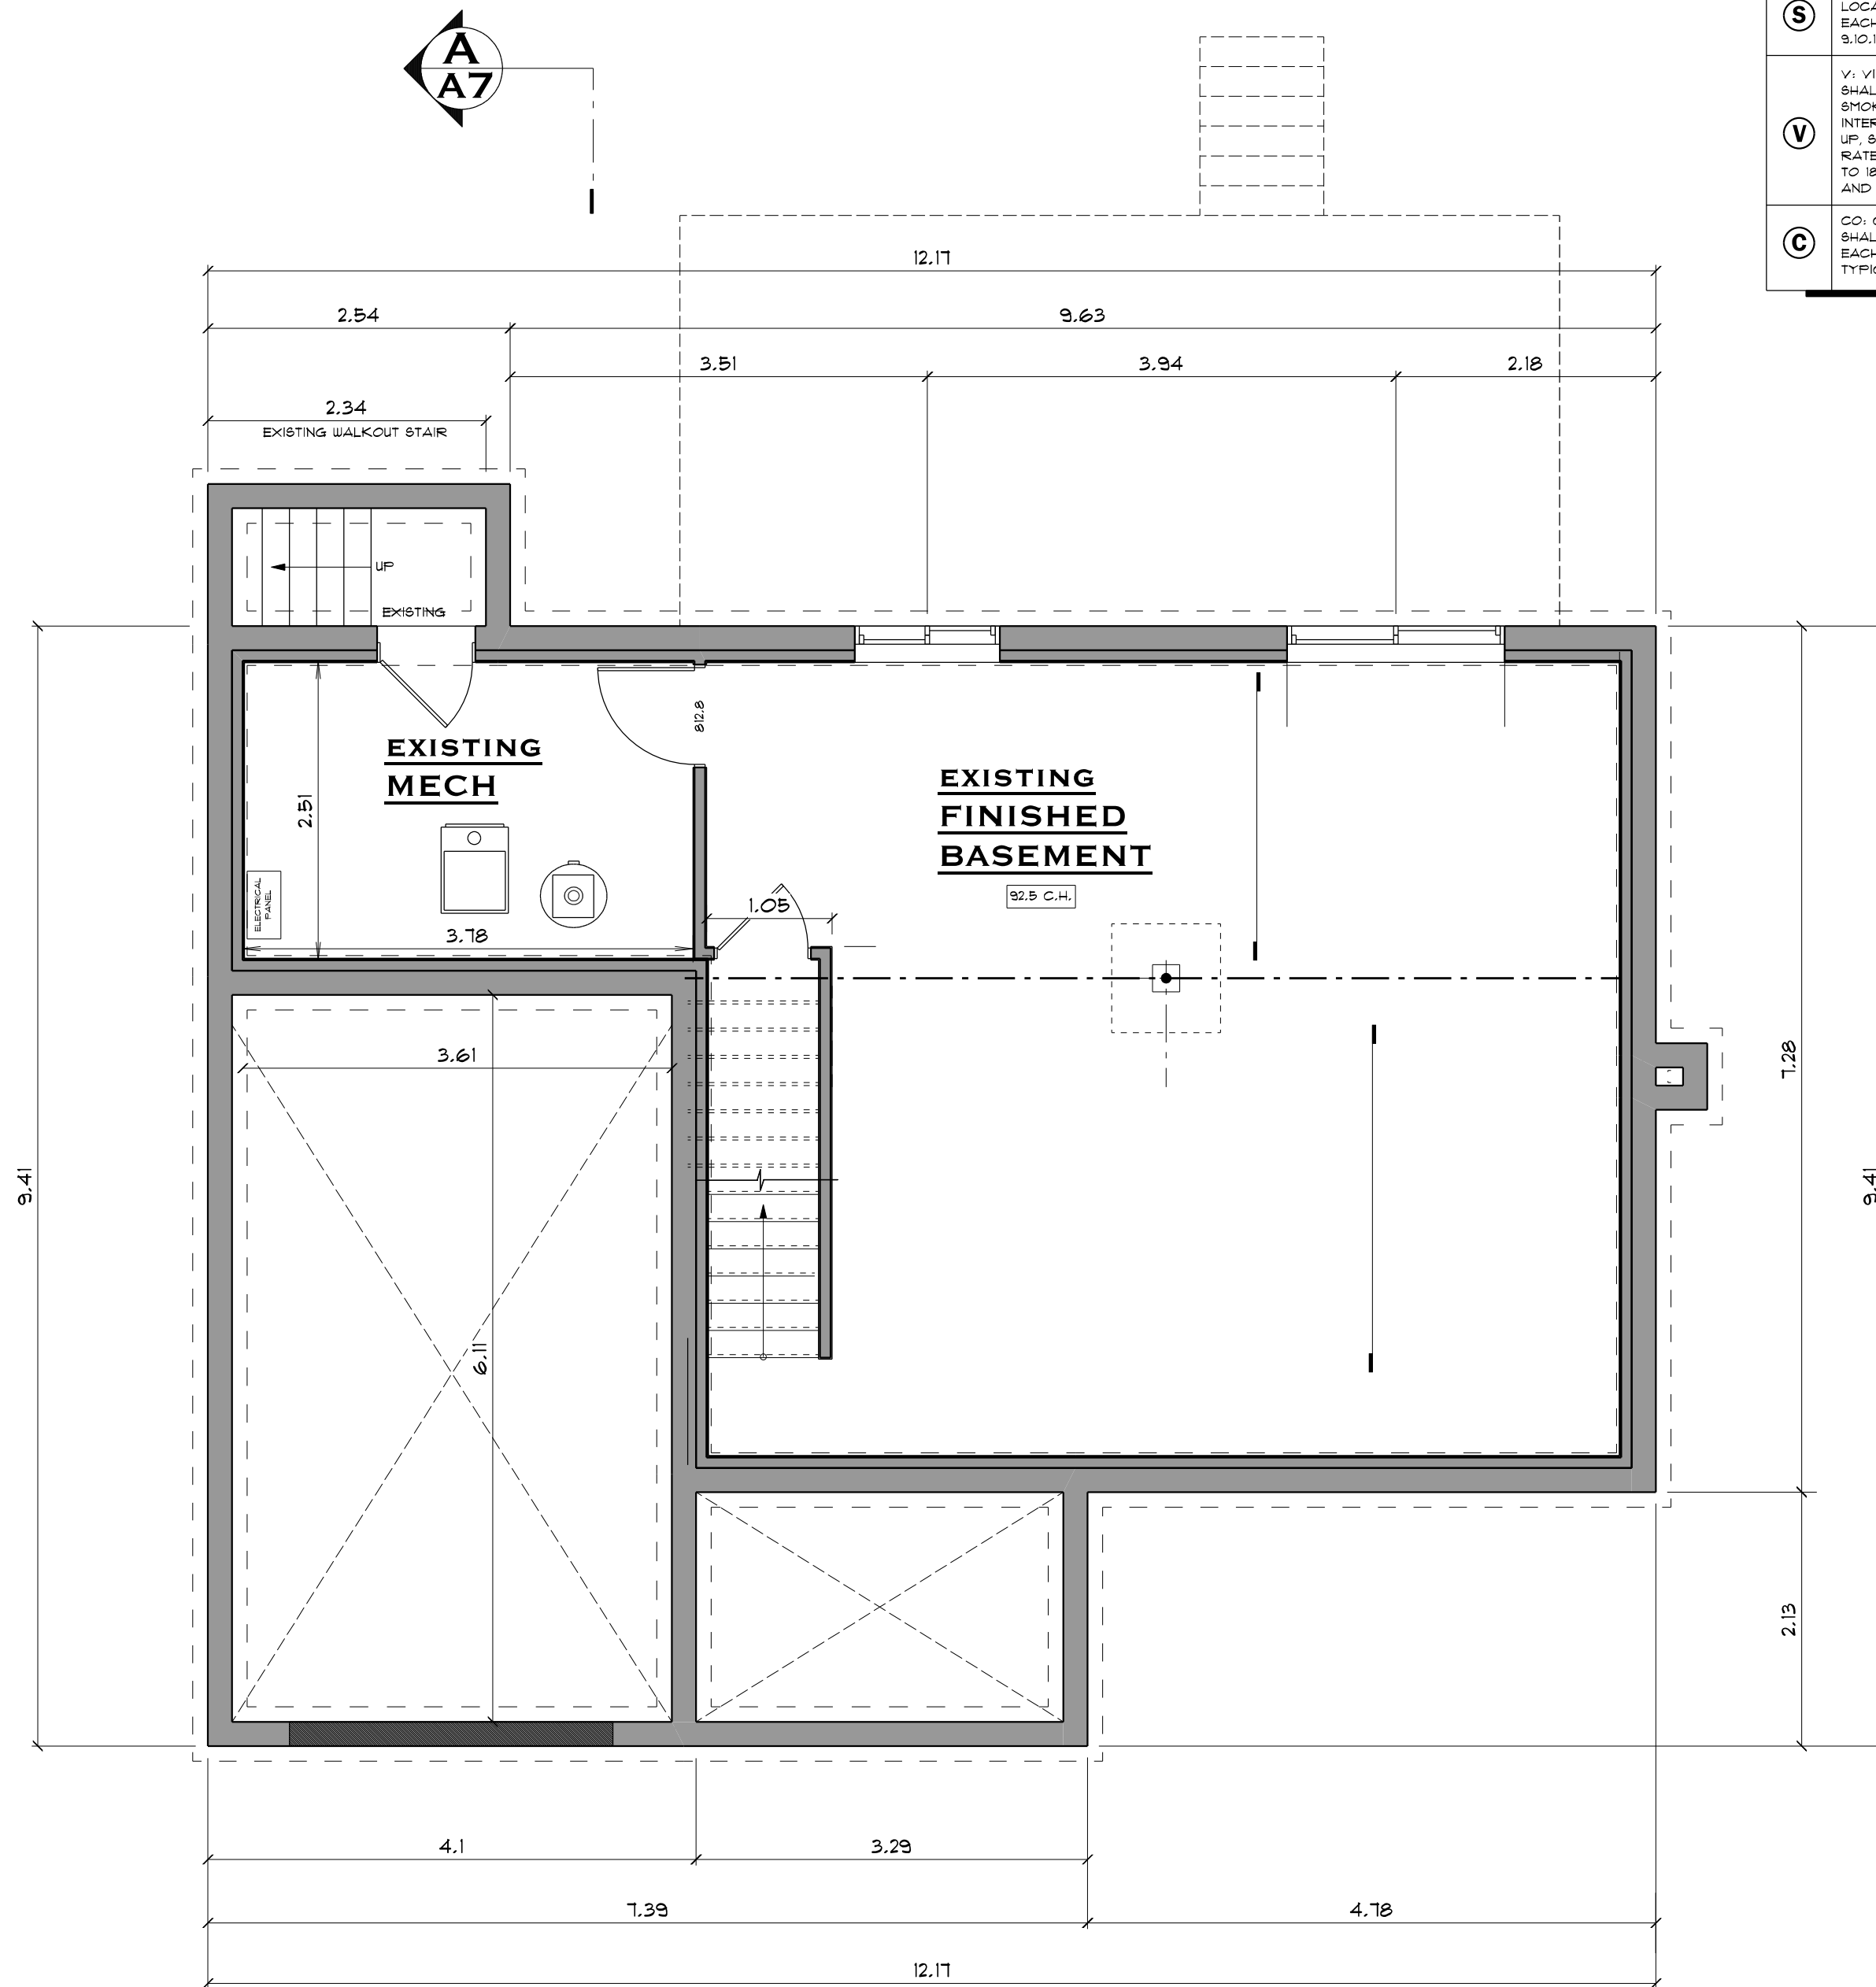 A
A7
S
LOCA
EACH
9.10.1
V
V: VI
SHAL
SMOK
INTER
UP, S
RATE
TO 18
AND
C
CO: C
SHAL
EACH
TYPIC
12.17
2.54
9.63
3.51
3.94
2.18
2.34
EXISTING WALKOUT STAIR
UP
EXISTING
812.8
EXISTING
MECH
2.51
EXISTING
FINISHED
BASEMENT
92.5 C.H.
ELECTRICAL
PANEL
1.05
3.78
3.61
7.28
9.41
9.41
6.11
2.13
4.1
3.29
7.39
4.78
12.17